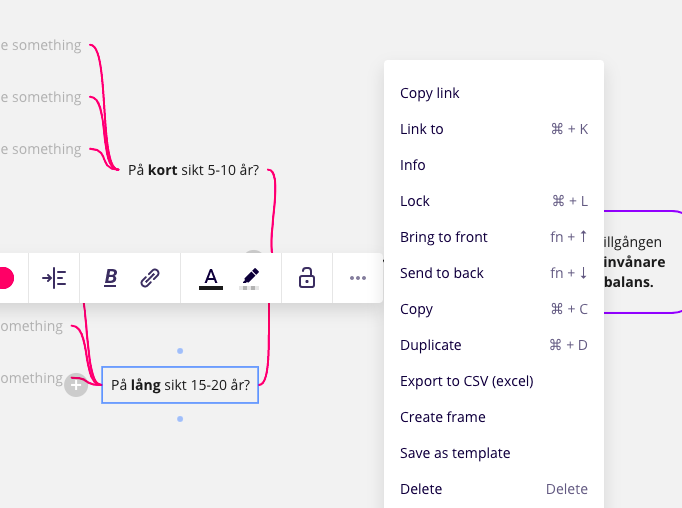 e something
e something
e something
På kort sikt 5-10 år?
B
A
omething
omething
På lång sikt 15-20 år?
Copy link
Link to ⌘ + K
Info
Lock ⌘ + L
Bring to front fn + ↑
Send to back fn + ↓
Copy ⌘ + C
Duplicate ⌘ + D
Export to CSV (excel)
Create frame
Save as template
Delete Delete
illgången
invånare
balans.